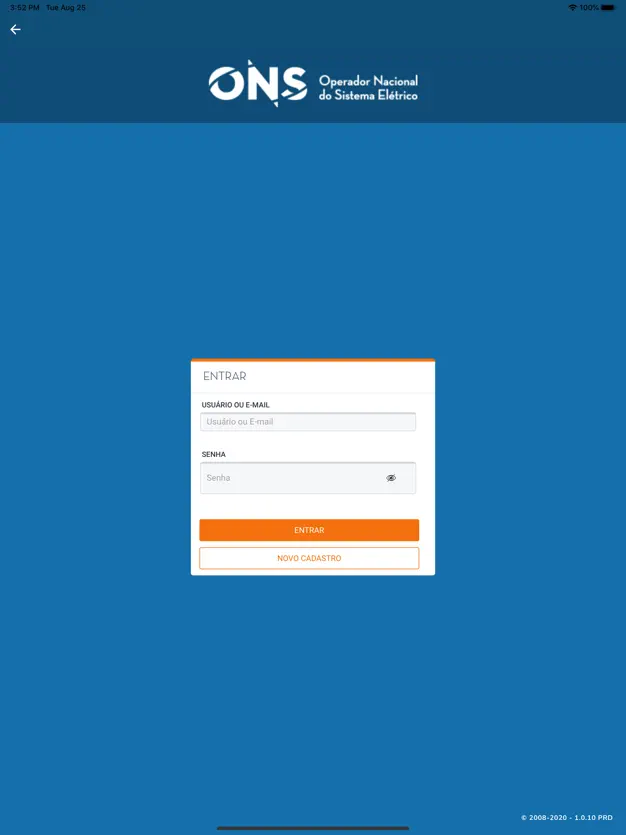 3:52 PM Tue Aug 25
100%
ONS
Operador Nacional
do Sistema Elétrico
ENTRAR
USUÁRIO OU E-MAIL
Usuário ou E-mail
SENHA
Senha
ENTRAR
NOVO CADASTRO
© 2008-2020 - 1.0.10 PRD